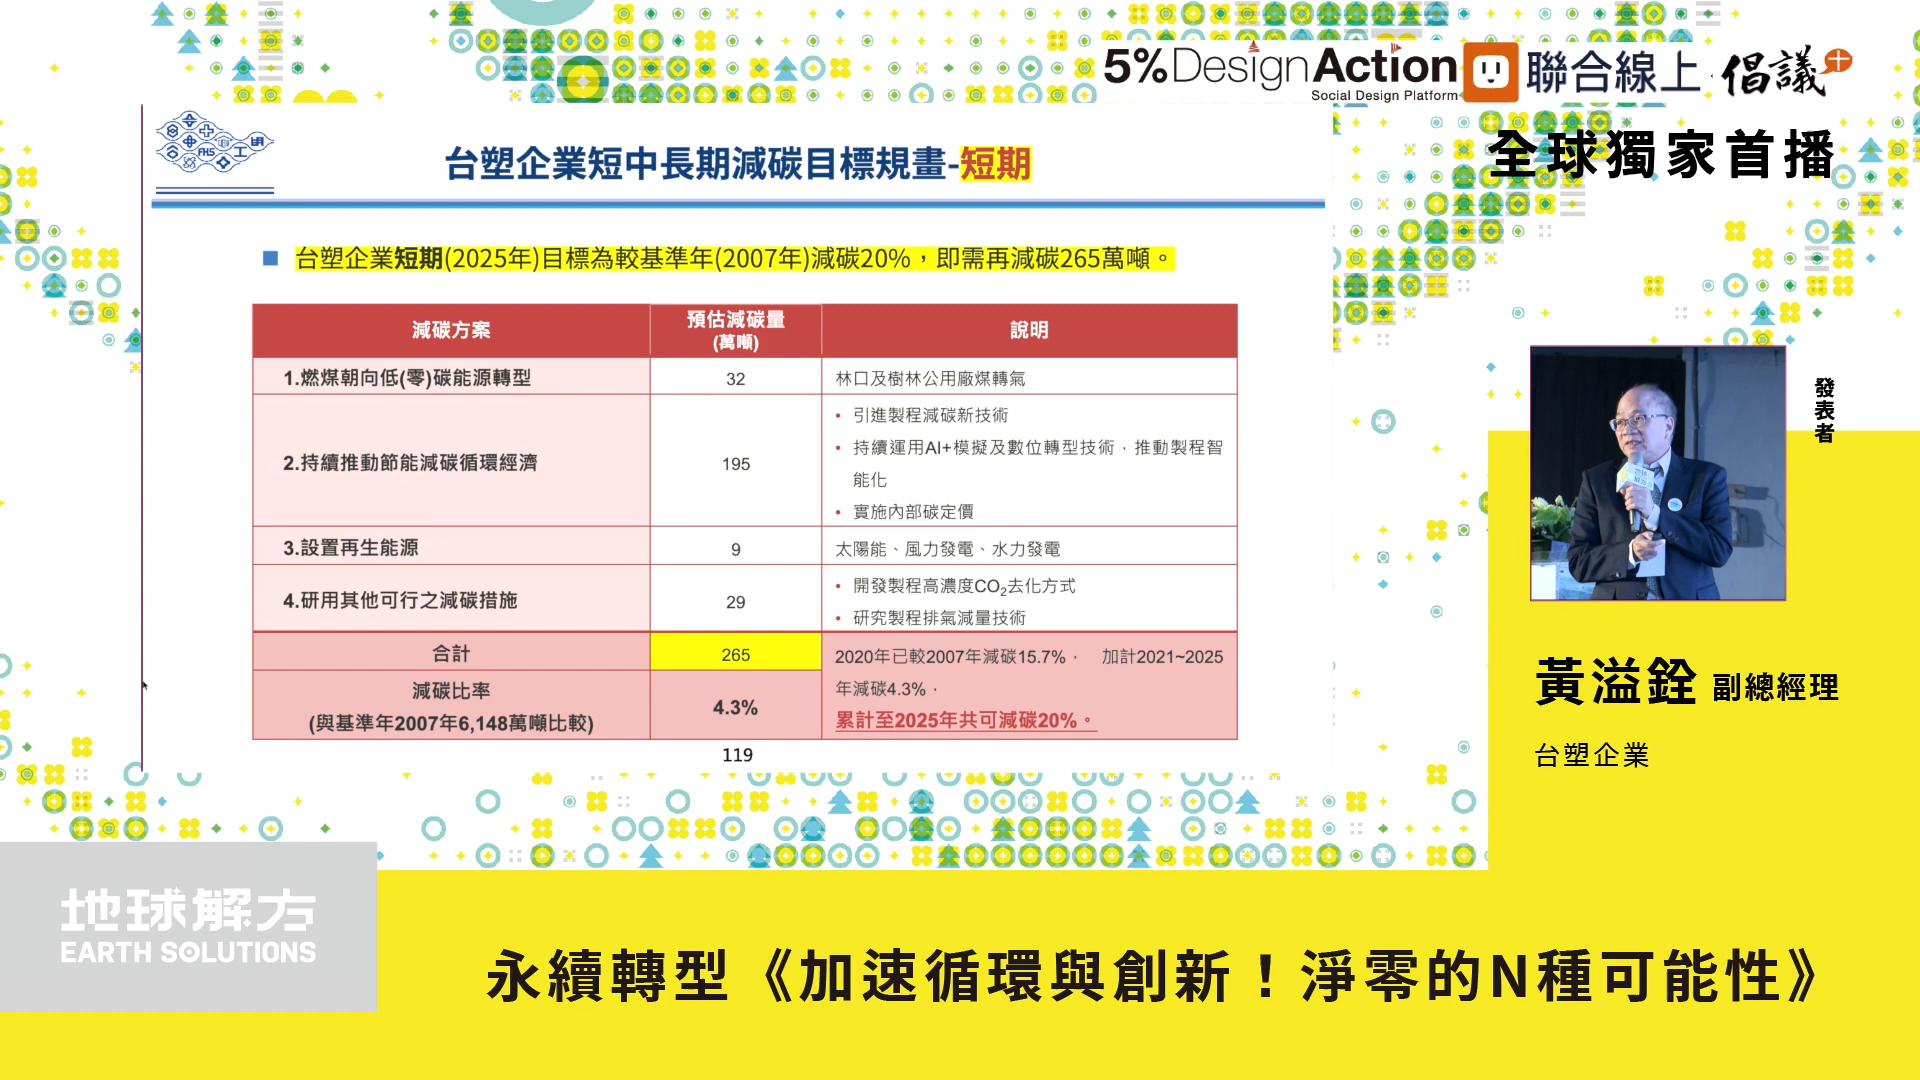 5%DesignAction
Social Design Platform
聯合線上
倡議+
全球獨家首播
FHS 工 明
台塑企業短中長期減碳目標規畫-短期
台塑企業短期(2025年)目標為較基準年(2007年)減碳20%，即需再減碳265萬噸。
減碳方案
預估減碳量
(萬噸)
說明
1.燃煤朝向低(零)碳能源轉型
32
林口及樹林公用廠煤轉氣
2.持續推動節能減碳循環經濟
195
• 引進製程減碳新技術
• 持續運用AI+模擬及數位轉型技術，推動製程智
能化
• 實施內部碳定價
3.設置再生能源
9
太陽能、風力發電、水力發電
4.研用其他可行之減碳措施
29
• 開發製程高濃度CO₂去化方式
• 研究製程排氣減量技術
合計
265
減碳比率
(與基準年2007年6,148萬噸比較)
4.3%
2020年已較2007年減碳15.7%， 加計2021~2025
年減碳4.3%，
累計至2025年共可減碳20%。
119
發表者
黃溢銓 副總經理
台塑企業
地球解方
EARTH SOLUTIONS
永續轉型《加速循環與創新！淨零的N種可能性》